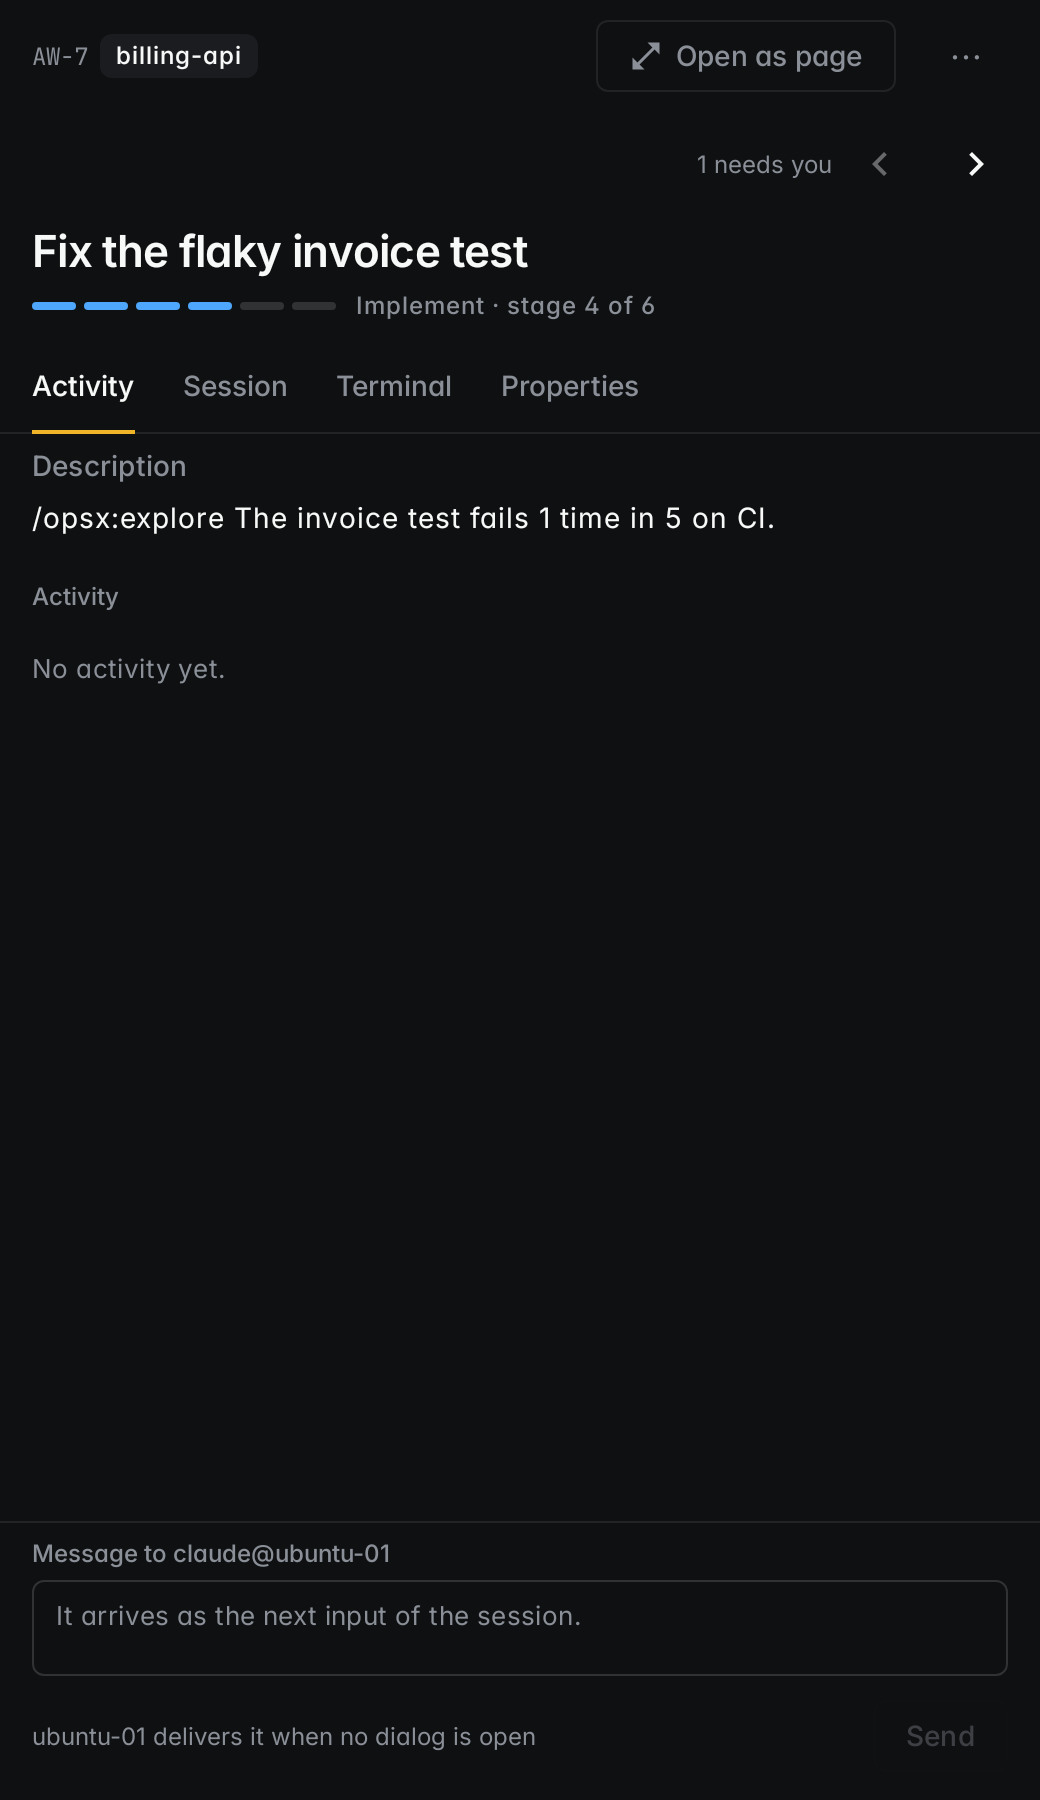 AW-7 billing-api Open as page ...
1 needs you
Fix the flaky invoice test
Implement · stage 4 of 6
Activity Session Terminal Properties
Description
/opsx:explore The invoice test fails 1 time in 5 on CI.
Activity
No activity yet.
Message to claude@ubuntu-01
It arrives as the next input of the session.
ubuntu-01 delivers it when no dialog is open Send